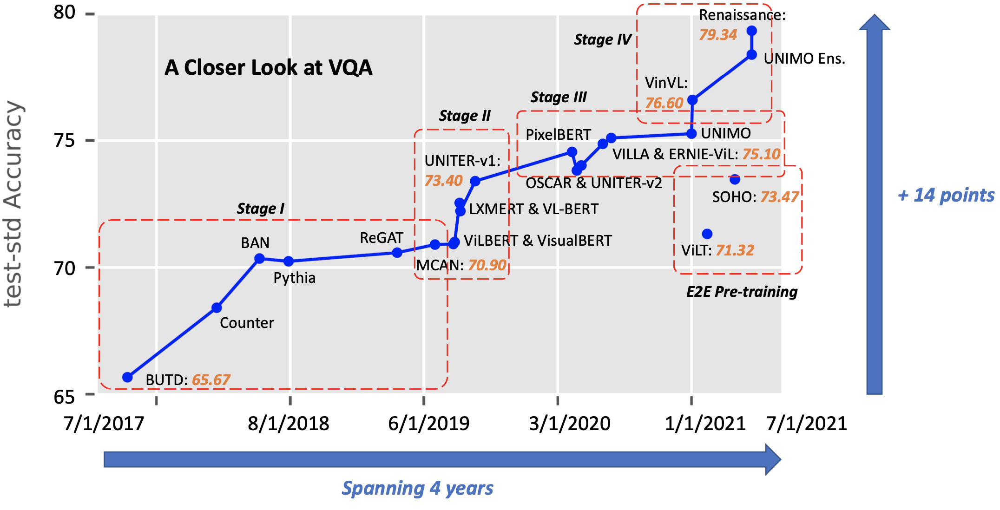 80
Renaissance:
79.34
Stage IV
A Closer Look at VQA
UNIMO Ens.
VinVL:
76.60
Stage III
Stage II
75
PixelBERT
UNIMO
VILLA & ERNIE-ViL: 75.10
UNITER-v1:
73.40
OSCAR & UNITER-v2
SOHO: 73.47
+ 14 points
Stage I
LXMERT & VL-BERT
BAN
ReGAT
ViLBERT & VisualBERT
ViLT: 71.32
70
MCAN: 70.90
Pythia
E2E Pre-training
Counter
BUTD: 65.67
65
test-std Accuracy
7/1/2017 8/1/2018 6/1/2019 3/1/2020 1/1/2021 7/1/2021
Spanning 4 years